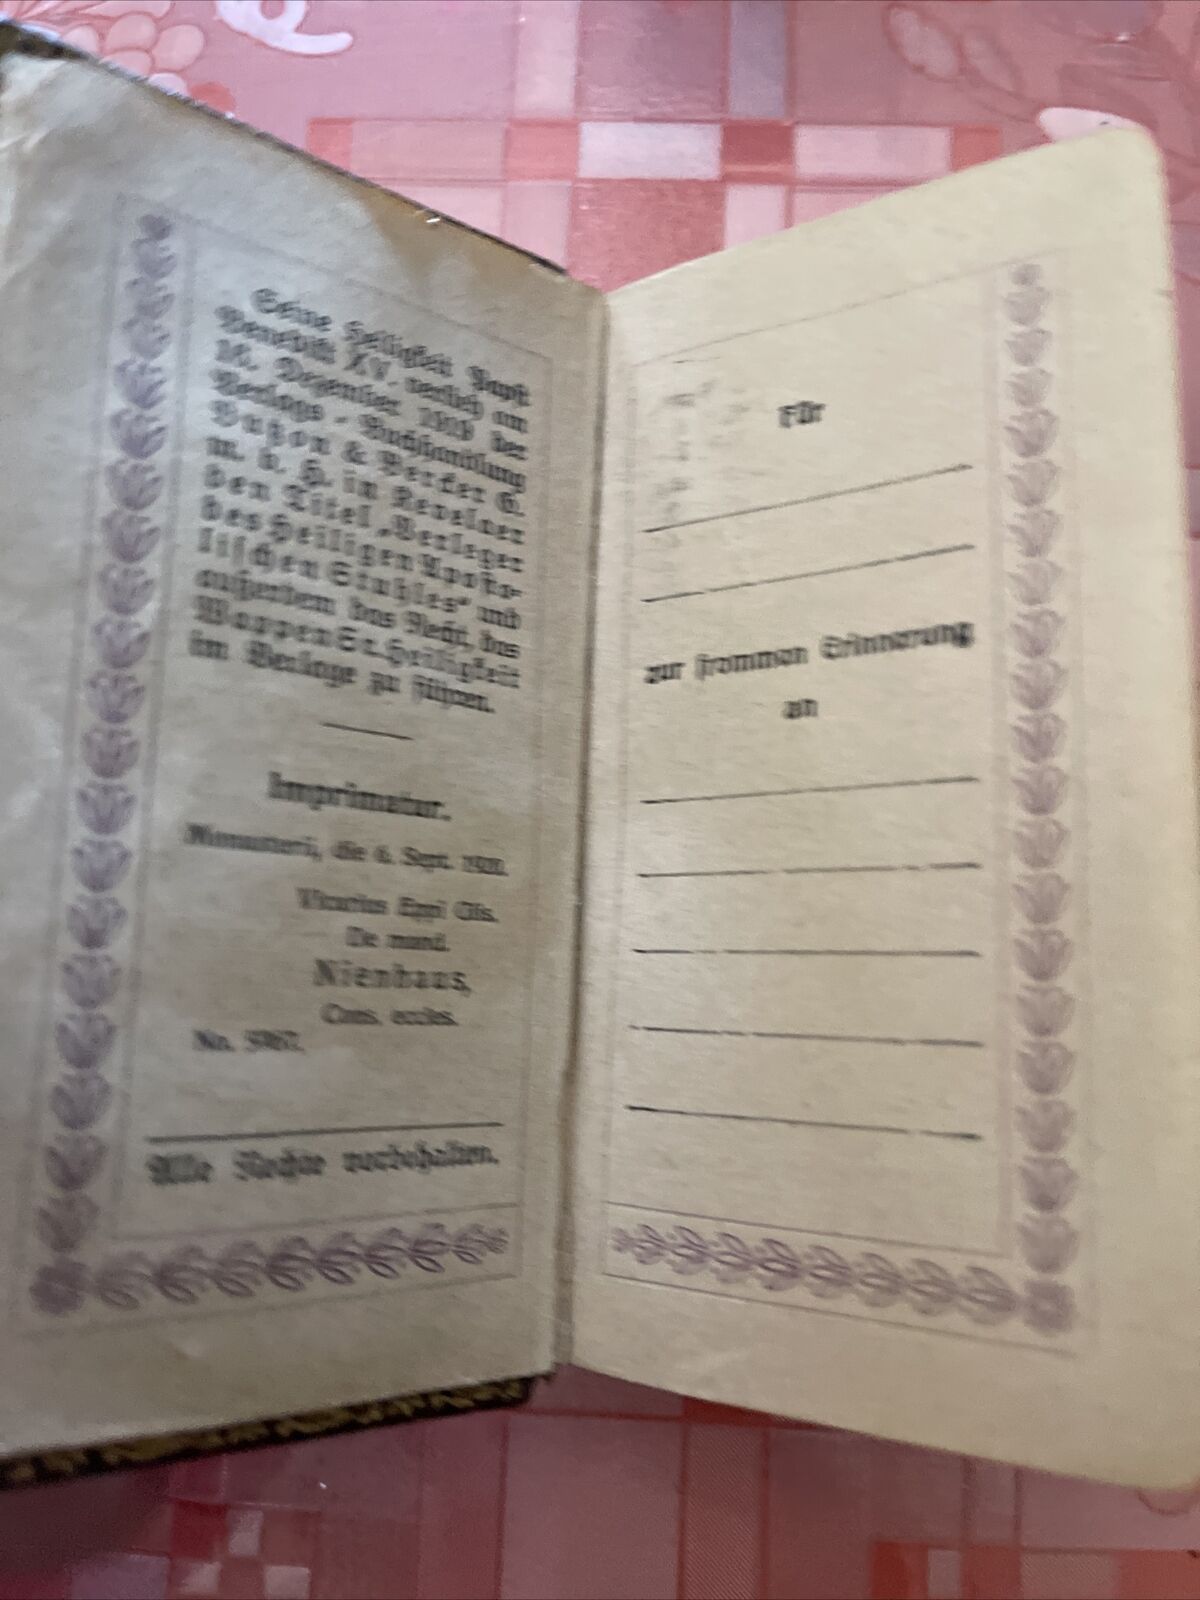 Seine Heiligkeit Papst
Benedikt XV. verlieh am
16. Dezember 1919 der
Verlags-Buchhandlung
Butzon & Bercker G.
m. b. H. in Kevelaer
den Titel „Verleger
des Heiligen Aposto-
lischen Stuhles“ und
außerdem das Recht, das
Wappen Sr. Heiligkeit
im Verlage zu führen.
Imprimatur.
Monasterii, die 6. Sept.
Vicarius Eppi Glis.
De mand.
Nienhaus,
Cons. eccles.
No.
Alle Rechte vorbehalten.
Für
zur frommen Erinnerung
an